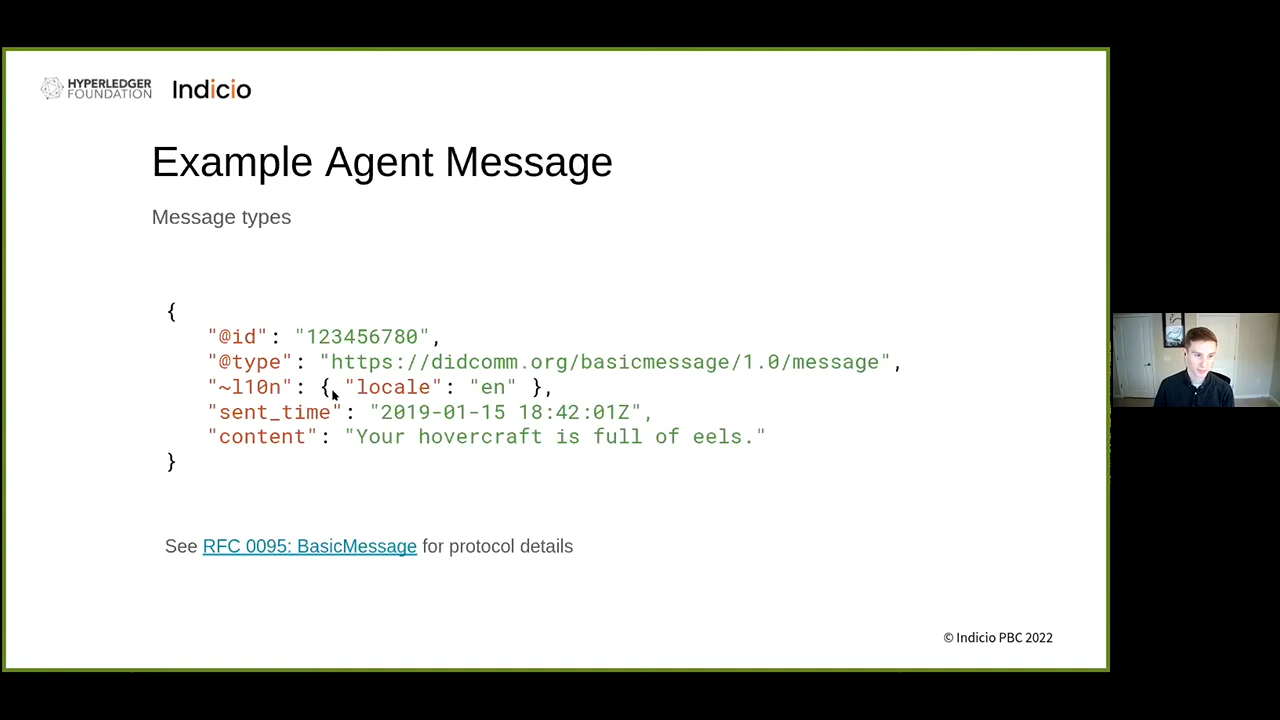 HYPERLEDGER
FOUNDATION
Indicio
Example Agent Message
Message types
{
"@id": "123456780",
"@type": "https://didcomm.org/basicmessage/1.0/message",
"~l10n": { "locale": "en" },
"sent_time": "2019-01-15 18:42:01Z",
"content": "Your hovercraft is full of eels."
}
See RFC 0095: BasicMessage for protocol details
© Indicio PBC 2022